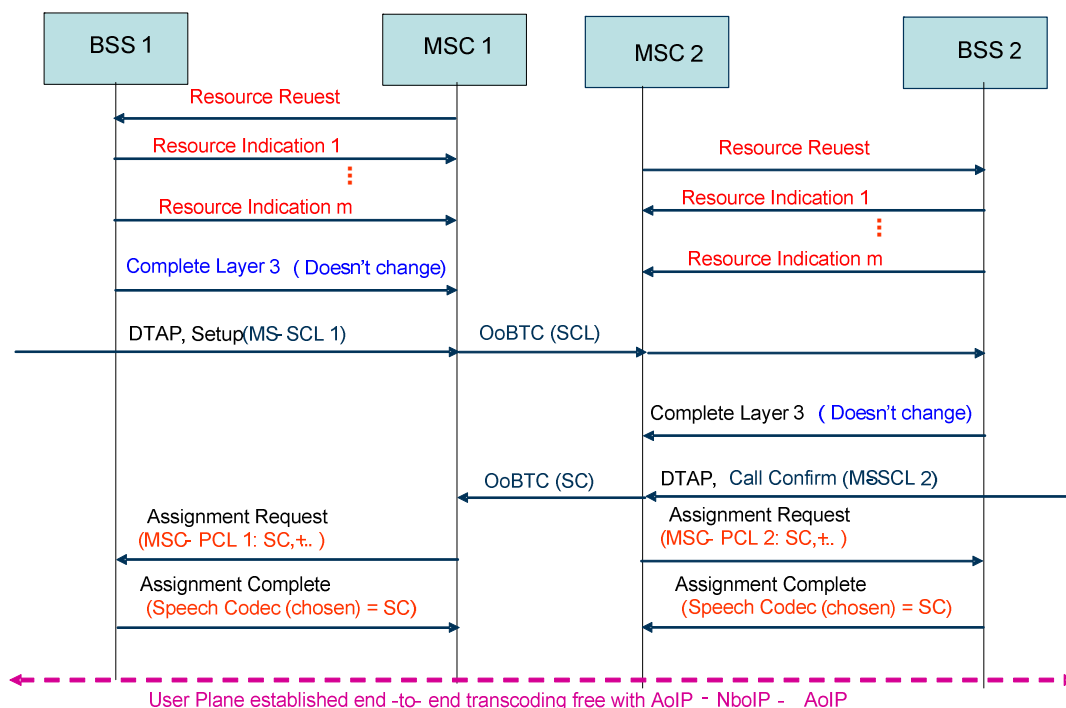 BSS 1
MSC 1
MSC 2
BSS 2
Resource Reuest
Resource Indication 1
Resource Reuest
Resource Indication 1
Resource Indication m
Resource Indication m
Complete Layer 3 ( Doesn't change)
DTAP, Setup(MS- SCL 1)
OoBTC (SCL)
Complete Layer 3 ( Doesn't change)
OoBTC (SC)
DTAP, Call Confirm (MS-SCL 2)
Assignment Request
(MSC- PCL 1: SC,+.. )
Assignment Request
(MSC- PCL 2: SC,+.. )
Assignment Complete
(Speech Codec (chosen) = SC)
Assignment Complete
(Speech Codec (chosen) = SC)
User Plane established end -to- end transcoding free with AoIP - NboIP - AoIP